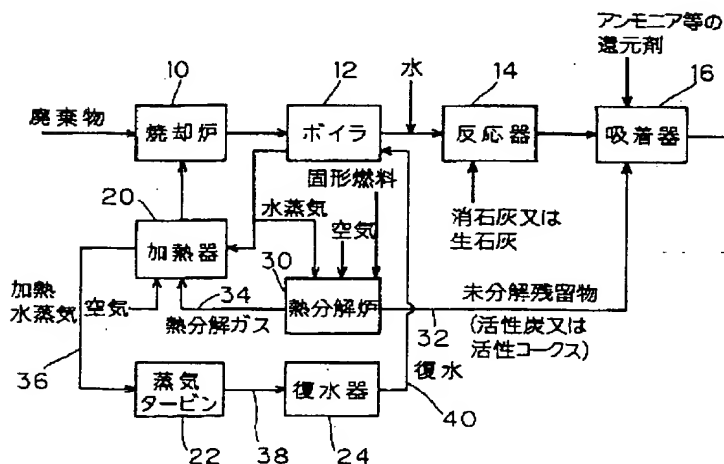 アンモニア等の
還元剤
10
12
水
14
16
廃棄物
焼却炉
ボイラ
反応器
吸着器
固形燃料
20
水蒸気
空気
消石灰又は
生石灰
加熱器
30
加熱
水蒸気
空気
34
熱分解炉
未分解残留物
熱分解ガス
32
(活性炭又は
活性コークス)
36
蒸気
タービン
復水器
復水
22
38
24
40